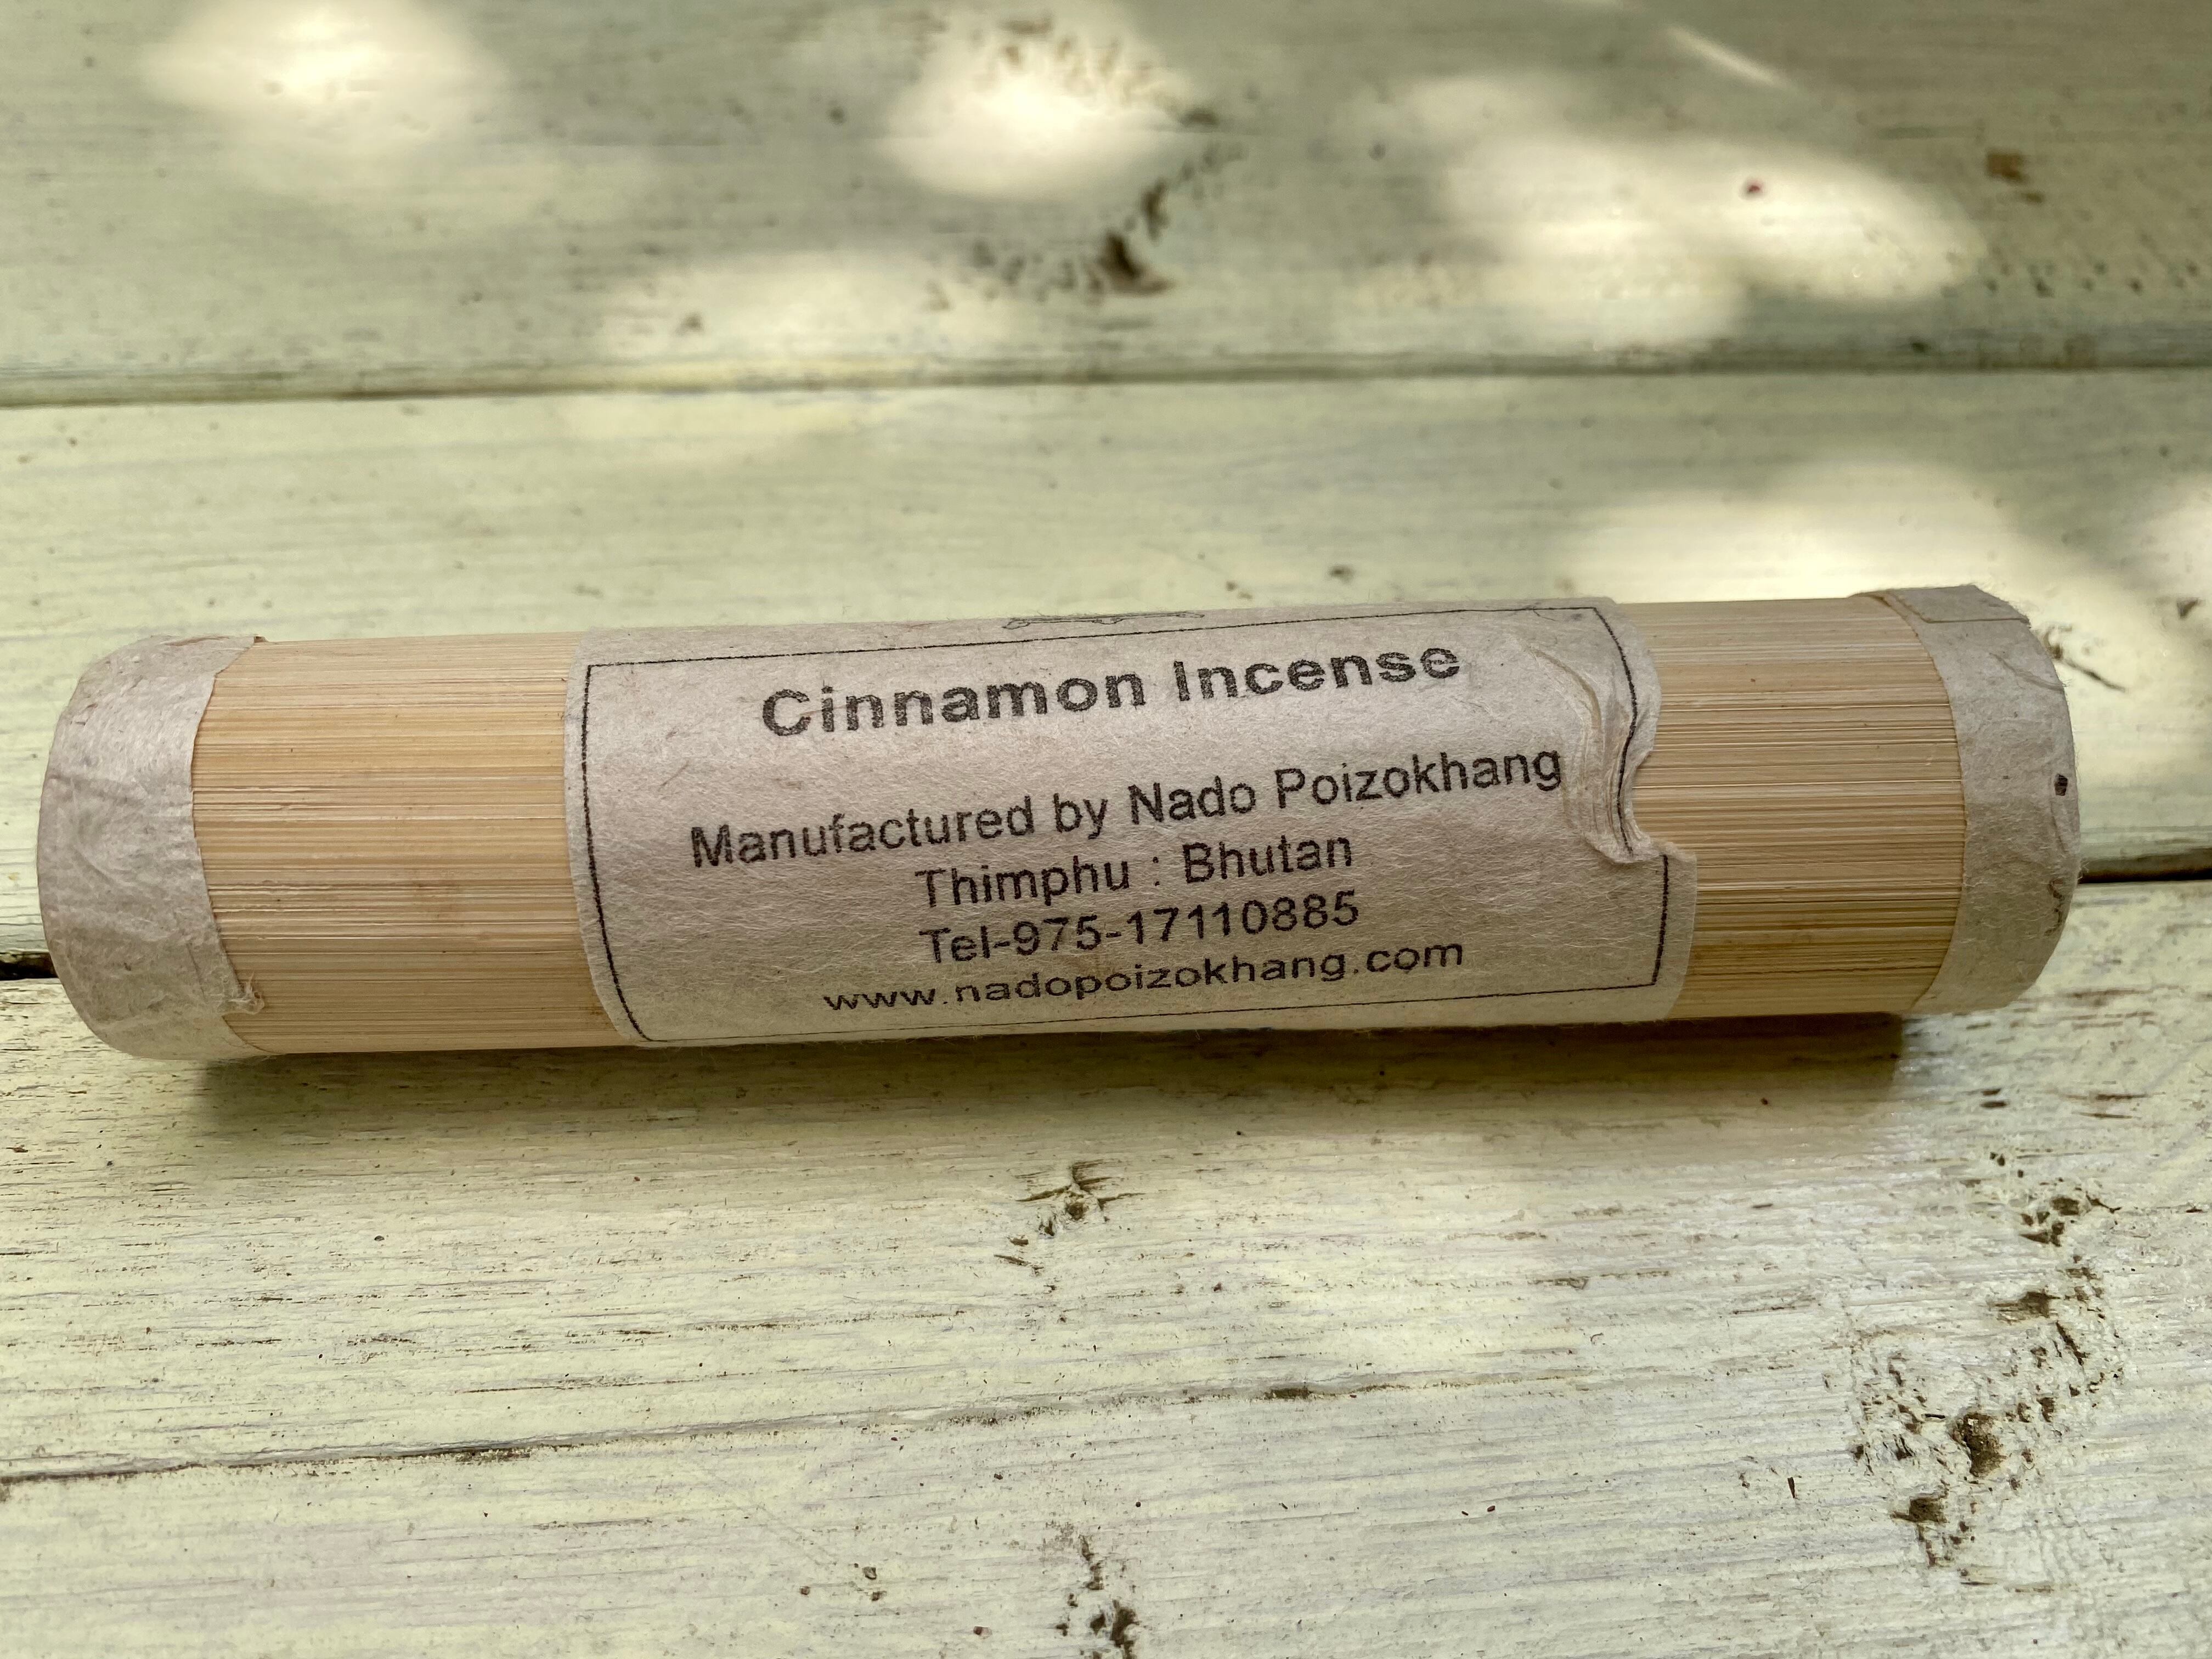 Cinnamon Incense
Manufactured by Nado Poizokhang
Thimphu : Bhutan
Tel-975-17110885
www.nadopoizokhang.com